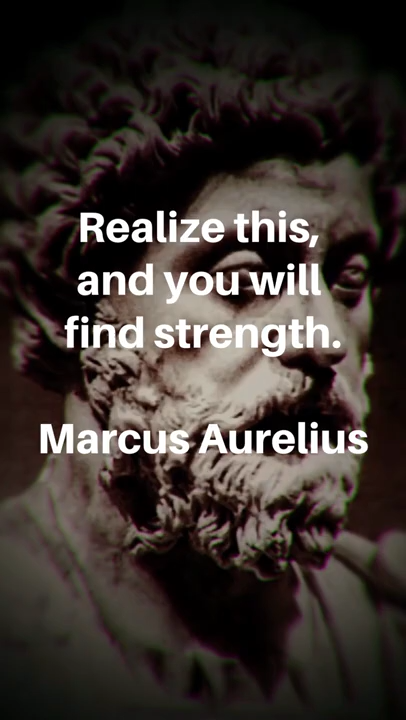 Realize this,
and you will
find strength.
Marcus Aurelius